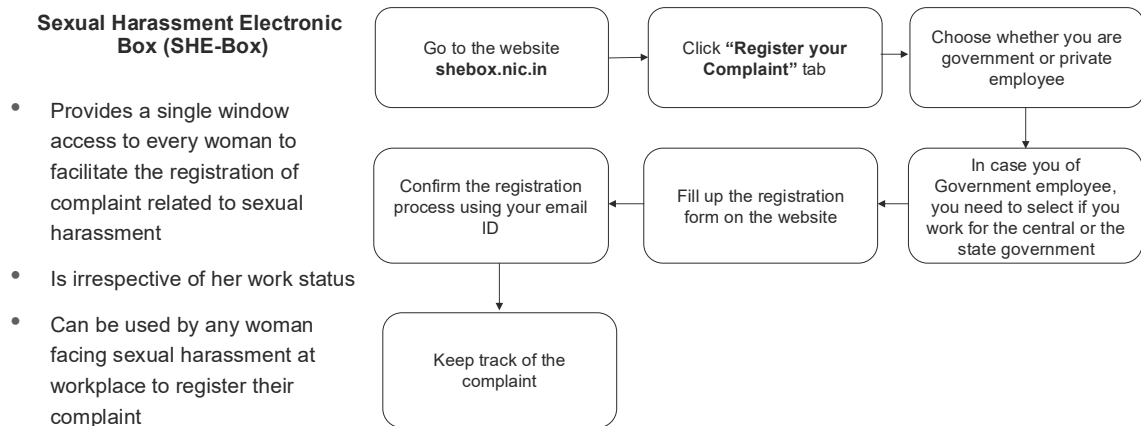 Sexual Harassment Electronic
Box (SHE-Box)
• Provides a single window
access to every woman to
facilitate the registration of
complaint related to sexual
harassment
• Is irrespective of her work status
• Can be used by any woman
facing sexual harassment at
workplace to register their
complaint
Go to the website
shebox.nic.in
Click “Register your
Complaint” tab
Choose whether you are
government or private
employee
In case you of
Government employee,
you need to select if you
work for the central or the
state government
Fill up the registration
form on the website
Confirm the registration
process using your email
ID
Keep track of the
complaint